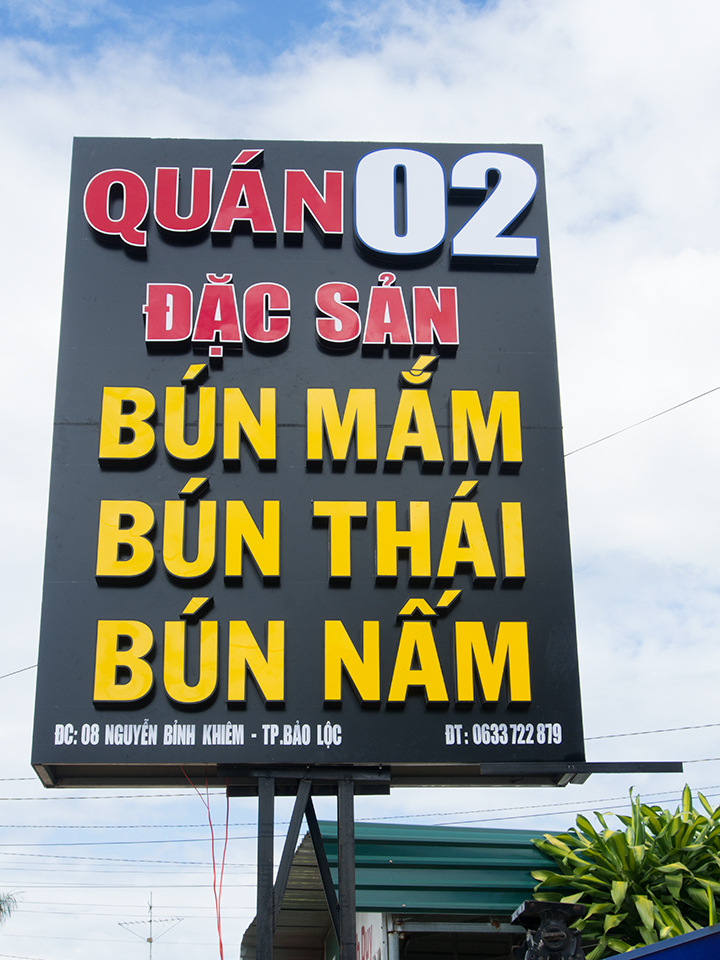 QUÁN 02
ĐẶC SẢN
BÚN MẮM
BÚN THÁI
BÚN NẤM
ĐC: 08 NGUYỄN BỈNH KHIÊM - TP.BẢO LỘC ĐT: 0633 722 879